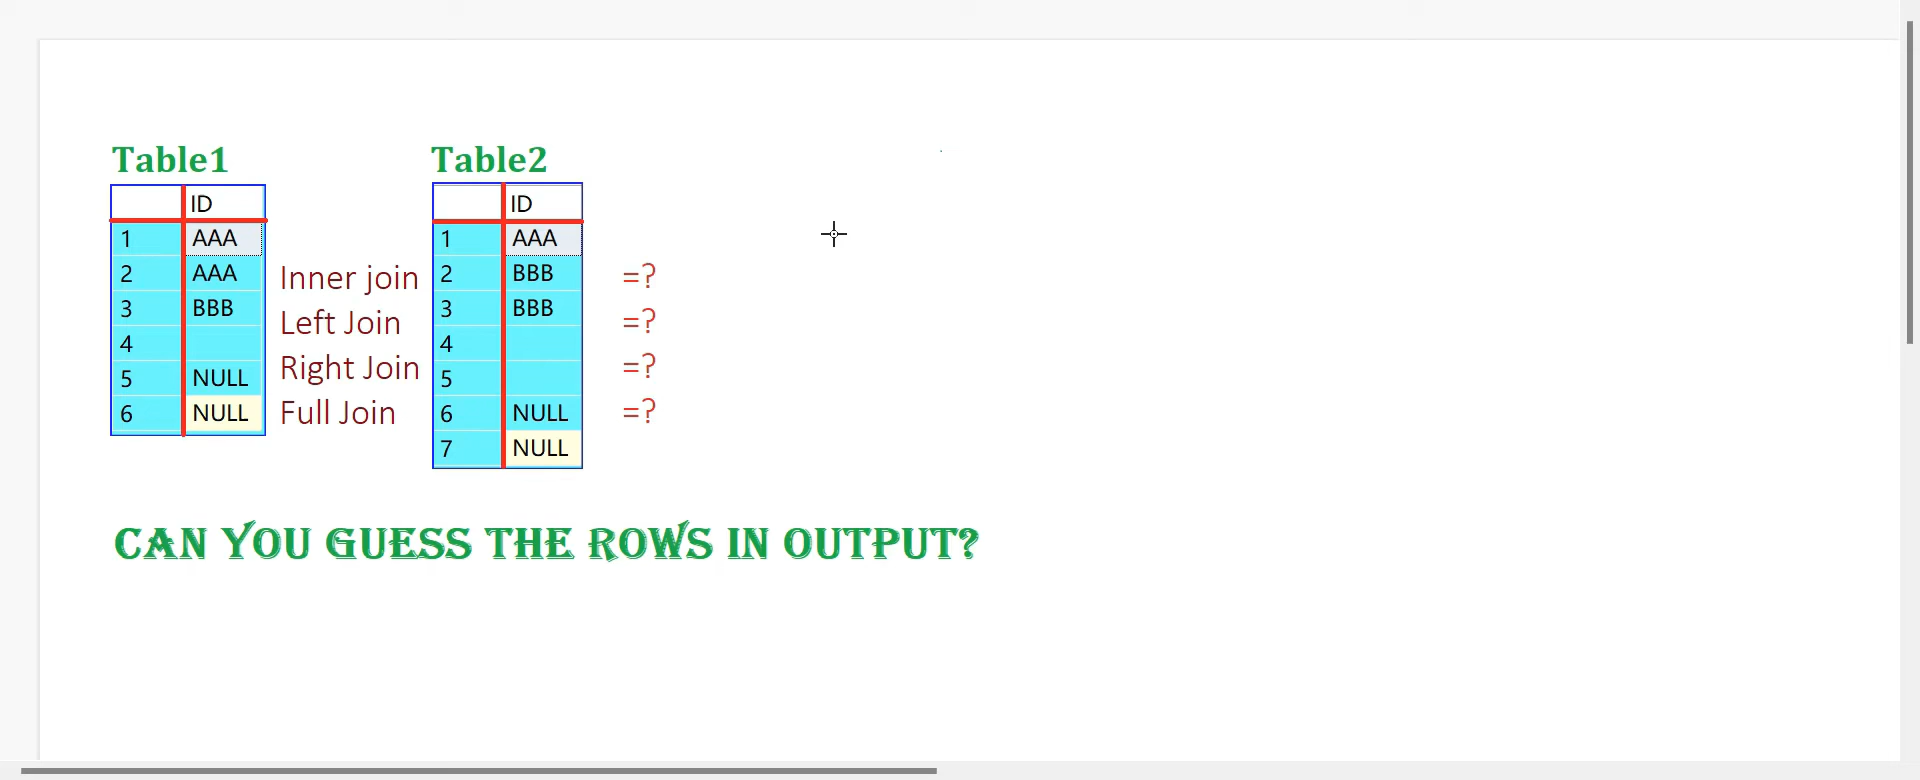 Table1 Table2
ID ID
1 AAA 1 AAA
2 AAA Inner join 2 BBB =?
3 BBB Left Join 3 BBB =?
4 Right Join 4 =?
5 NULL Full Join 5 =?
6 NULL 6 NULL
7 NULL
CAN YOU GUESS THE ROWS IN OUTPUT?